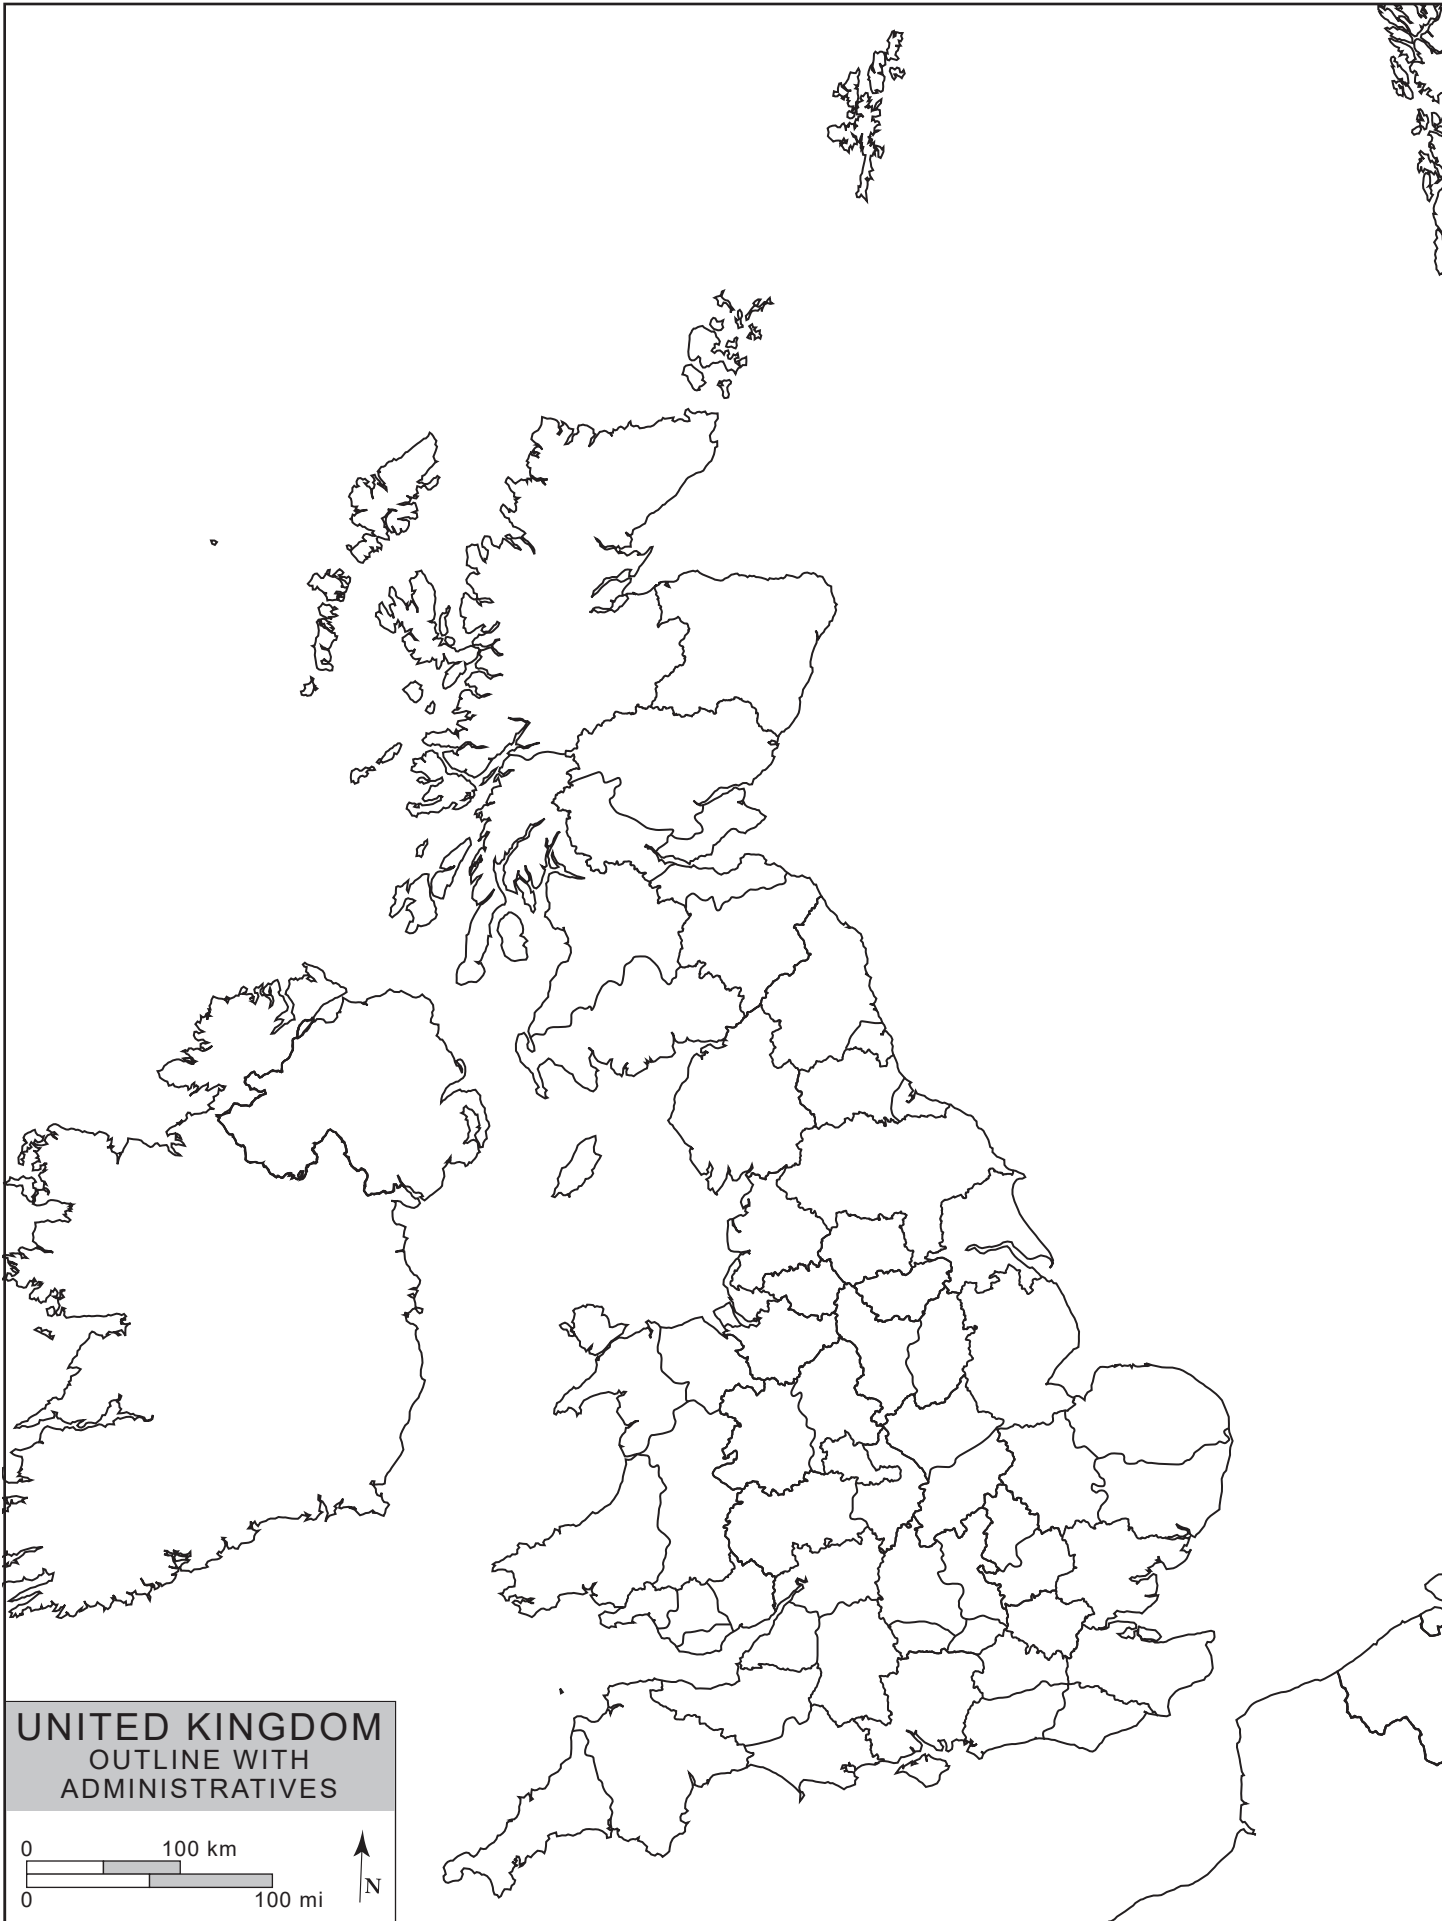 UNITED KINGDOM
OUTLINE WITH
ADMINISTRATIVES
0 100 km
0 100 mi
N